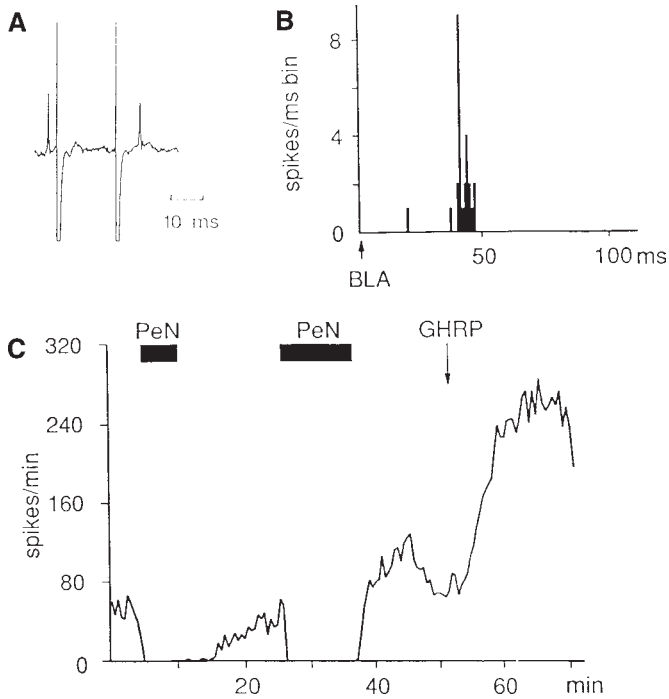 A
10 ms
B
spikes/ms bin
8
4
0
50
100 ms
BLA
C
PeN
PeN
GHRP
spikes/min
320
240
160
80
0
20
40
60
min